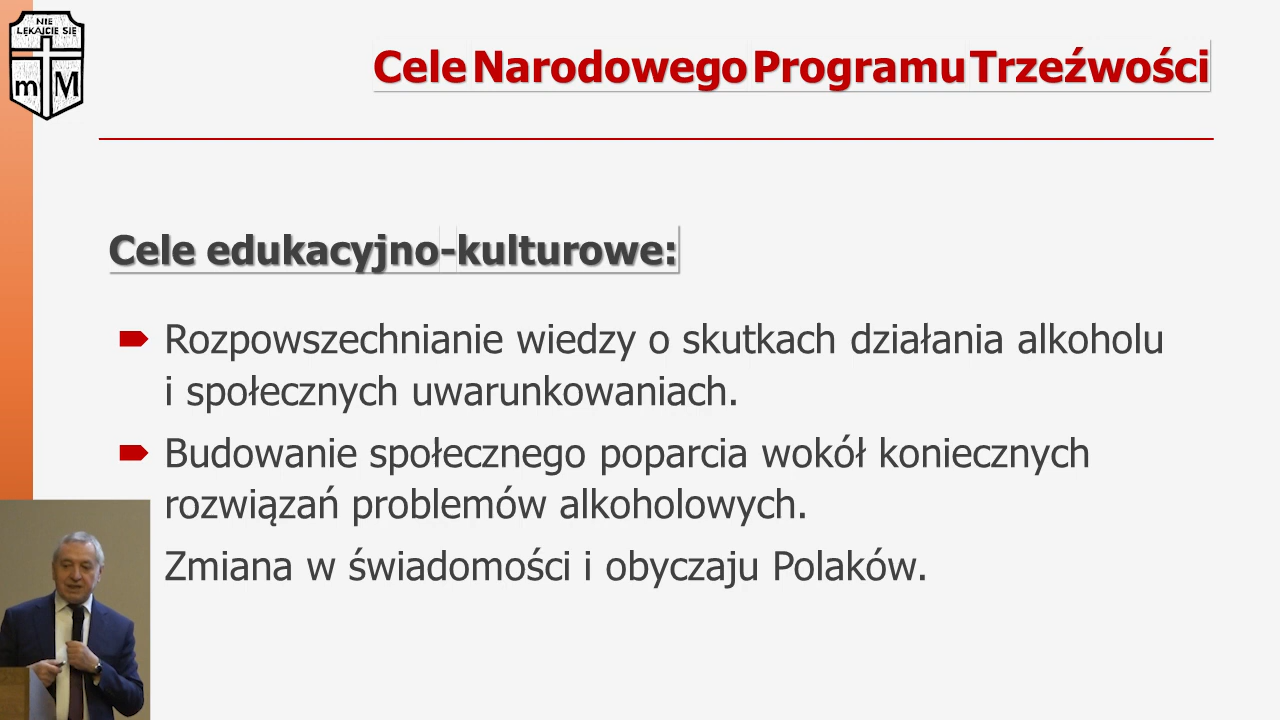 NIE
LĘKAJCIE SIĘ
m M
Cele Narodowego Programu Trzeźwości
Cele edukacyjno-kulturowe:
Rozpowszechnianie wiedzy o skutkach działania alkoholu
i społecznych uwarunkowaniach.
Budowanie społecznego poparcia wokół koniecznych
rozwiązań problemów alkoholowych.
Zmiana w świadomości i obyczaju Polaków.